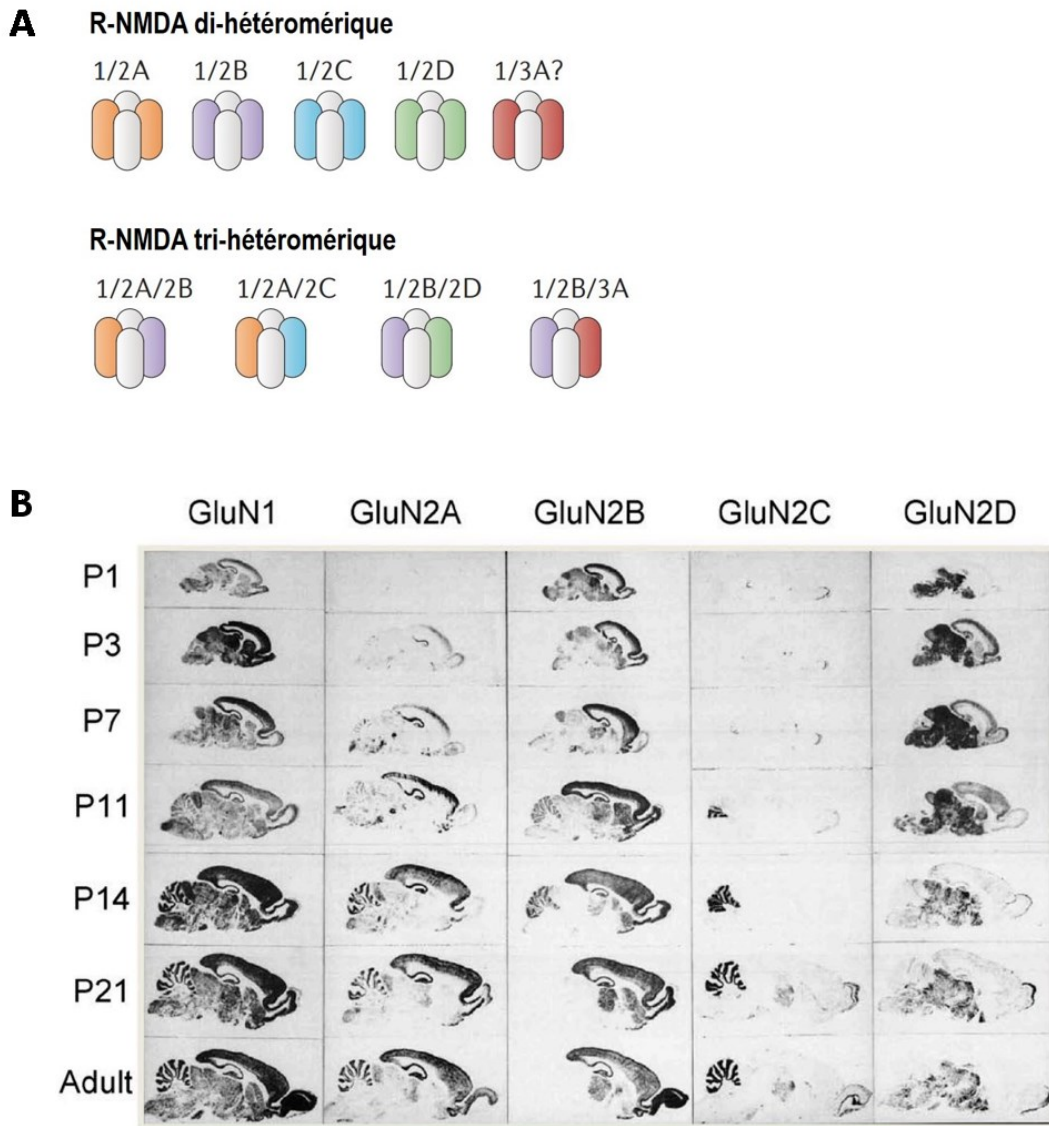 A
R-NMDA di-hétéromérique
1/2A 1/2B 1/2C 1/2D 1/3A?
R-NMDA tri-hétéromérique
1/2A/2B 1/2A/2C 1/2B/2D 1/2B/3A
B
GluN1 GluN2A GluN2B GluN2C GluN2D
P1
P3
P7
P11
P14
P21
Adult